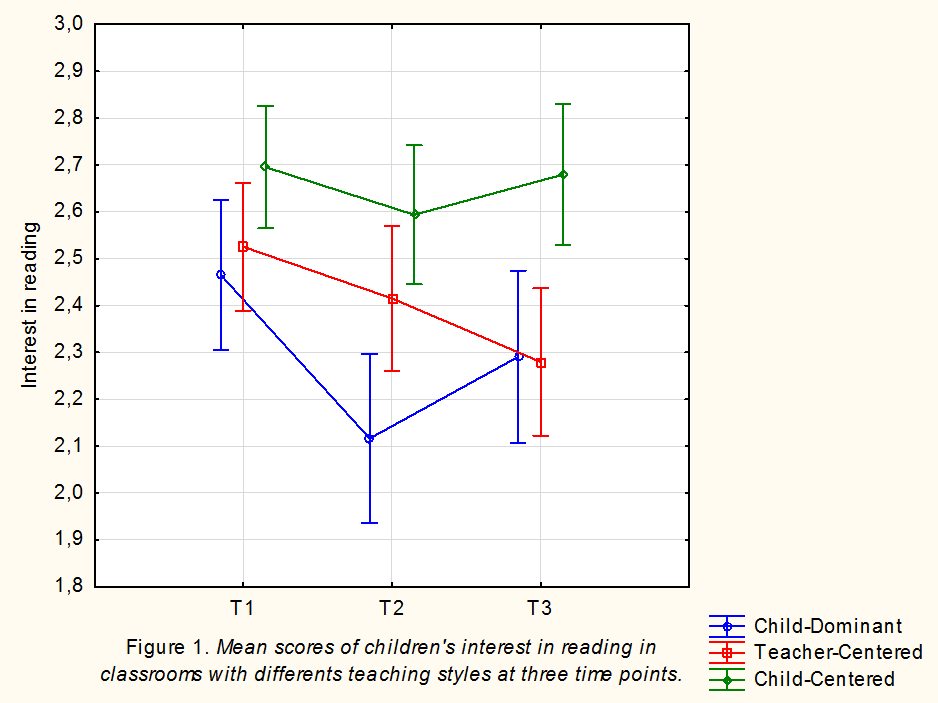 3,0
2,9
2,8
2,7
2,6
2,5
2,4
2,3
2,2
2,1
2,0
1,9
1,8
Interest in reading
T1 T2 T3
Child-Dominant
Teacher-Centered
Child-Centered
Figure 1. Mean scores of children's interest in reading in
classrooms with differents teaching styles at three time points.